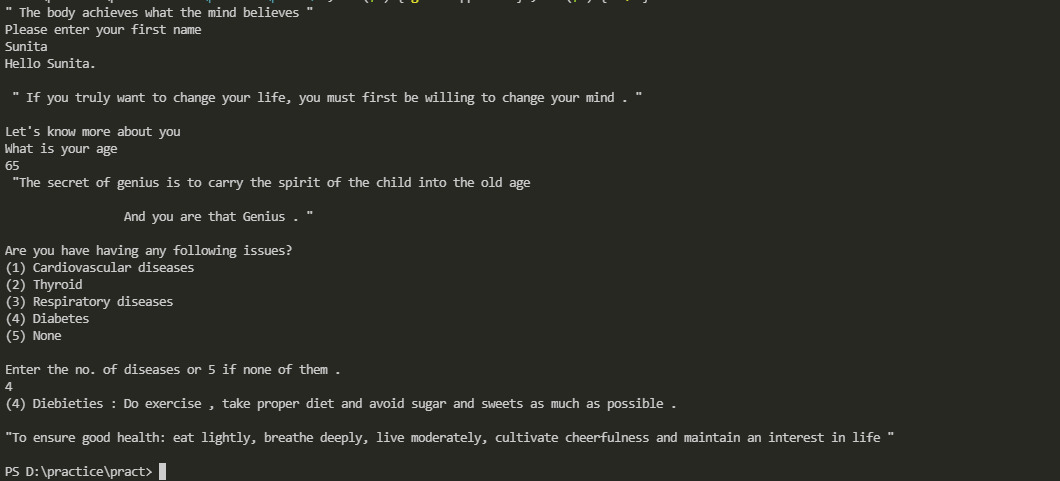 " The body achieves what the mind believes "
Please enter your first name
Sunita
Hello Sunita.
" If you truly want to change your life, you must first be willing to change your mind . "
Let's know more about you
What is your age
65
"The secret of genius is to carry the spirit of the child into the old age
And you are that Genius . "
Are you have having any following issues?
(1) Cardiovascular diseases
(2) Thyroid
(3) Respiratory diseases
(4) Diabetes
(5) None
Enter the no. of diseases or 5 if none of them .
4
(4) Diebieties : Do exercise , take proper diet and avoid sugar and sweets as much as possible .
"To ensure good health: eat lightly, breathe deeply, live moderately, cultivate cheerfulness and maintain an interest in life "
PS D:\practice\pract>